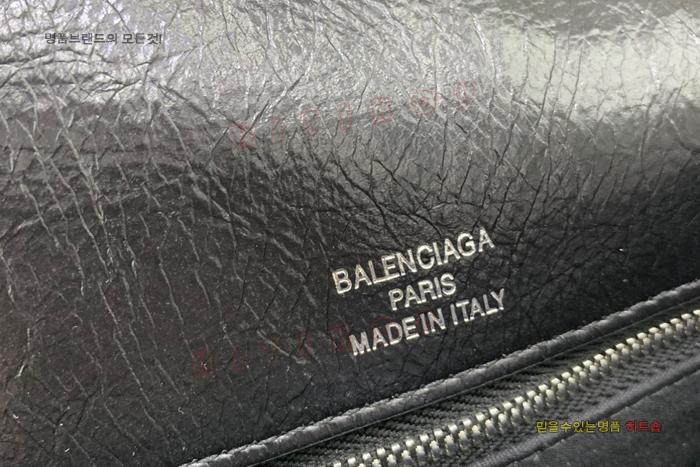 명품브랜드의 모든것!
BALENCIAGA
PARIS
MADE IN ITALY
믿을수있는명품 히트숍